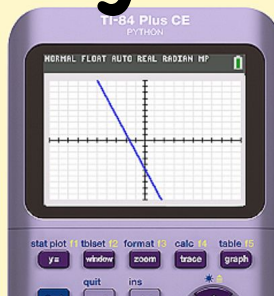 TI-84 Plus CE
PYTHON
NORMAL FLOAT AUTO REAL RADIAN MP
stat plot f1 tblset f2 format f3 calc f4 table f5
y= window zoom trace graph
quit ins